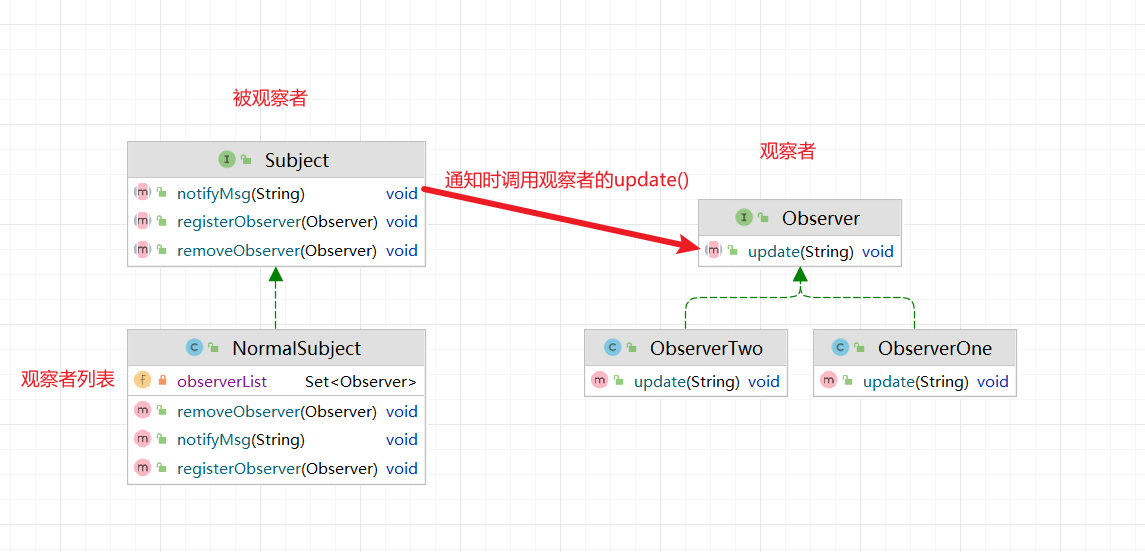 被观察者
Subject
notifyMsg(String) void
registerObserver(Observer) void
removeObserver(Observer) void
通知时调用观察者的update()
观察者
Observer
update(String) void
NormalSubject
观察者列表
observerList Set<Observer>
removeObserver(Observer) void
notifyMsg(String) void
registerObserver(Observer) void
ObserverTwo
update(String) void
ObserverOne
update(String) void